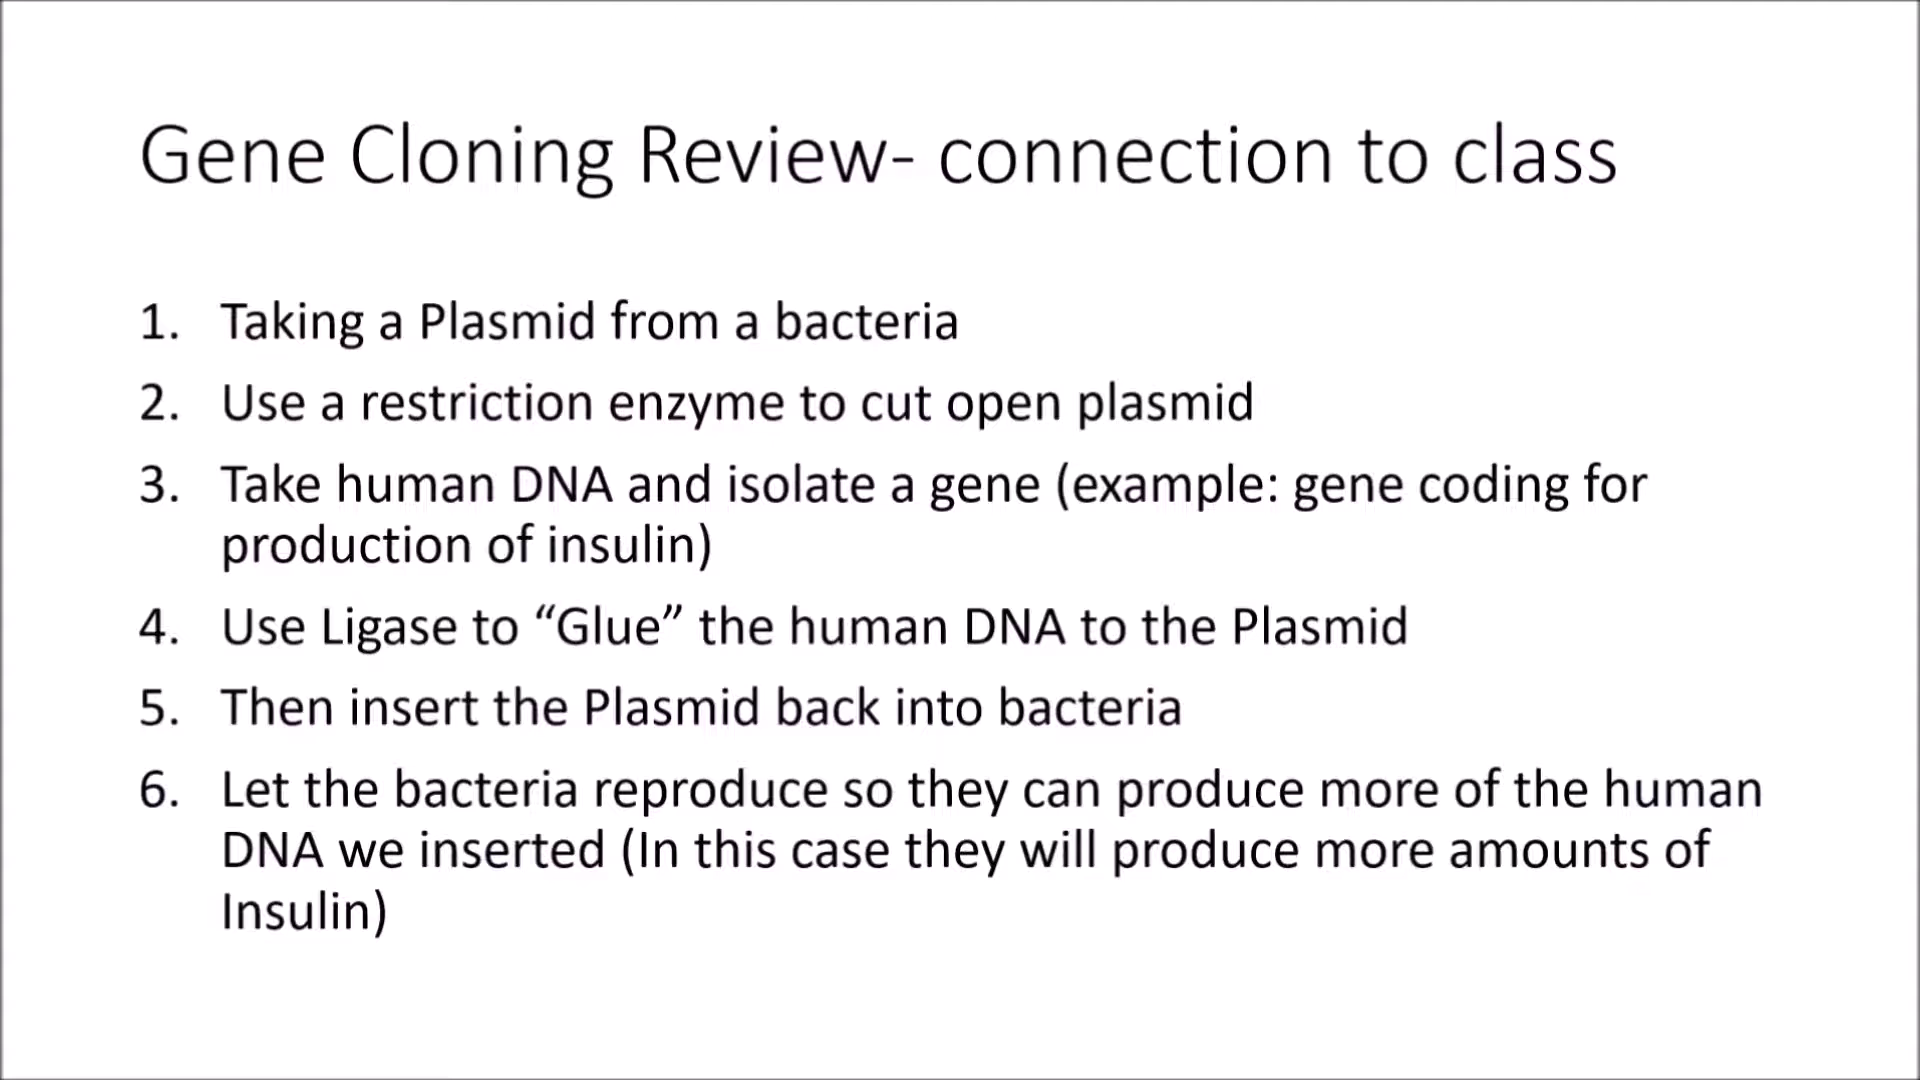 Gene Cloning Review- connection to class
1. Taking a Plasmid from a bacteria
2. Use a restriction enzyme to cut open plasmid
3. Take human DNA and isolate a gene (example: gene coding for
production of insulin)
4. Use Ligase to “Glue” the human DNA to the Plasmid
5. Then insert the Plasmid back into bacteria
6. Let the bacteria reproduce so they can produce more of the human
DNA we inserted (In this case they will produce more amounts of
Insulin)